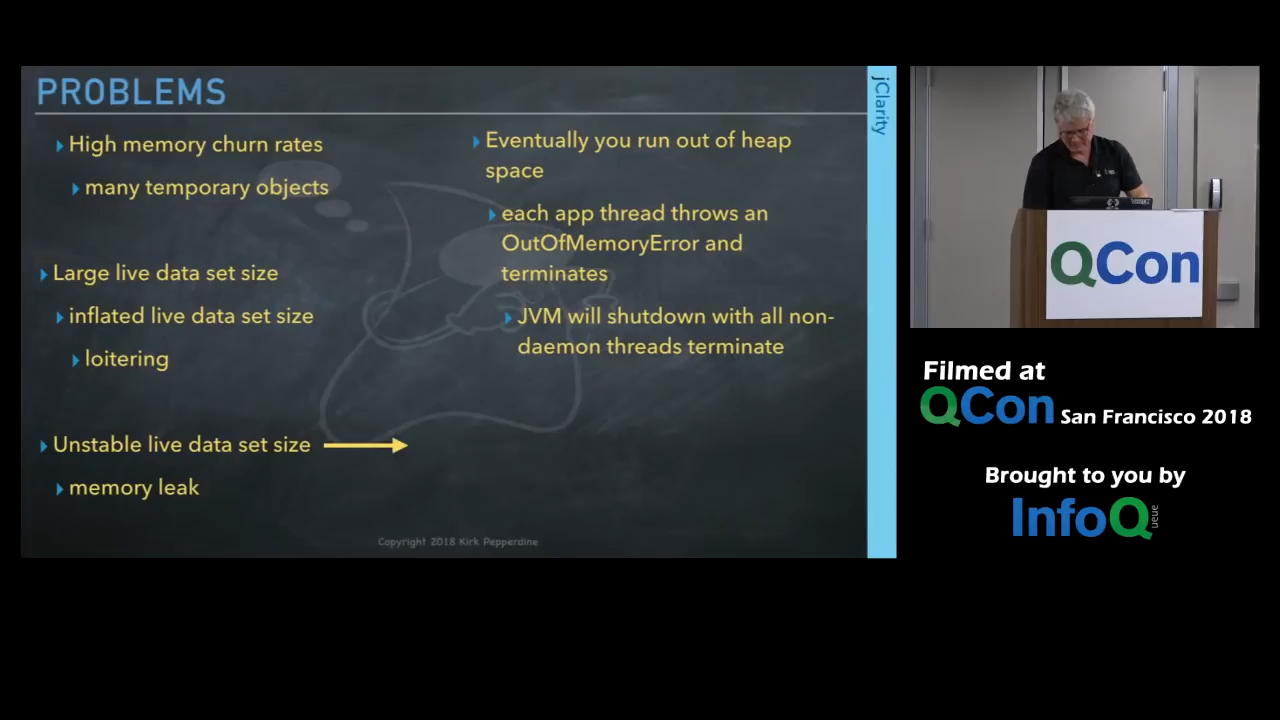 PROBLEMS
High memory churn rates
many temporary objects
Large live data set size
inflated live data set size
loitering
Unstable live data set size
memory leak
Eventually you run out of heap
space
each app thread throws an
OutOfMemoryError and
terminates
JVM will shutdown with all non-
daemon threads terminate
Copyright 2018 Kirk Pepperdine
jClarity
QCon
Filmed at
QCon San Francisco 2018
Brought to you by
InfoQ
ueue